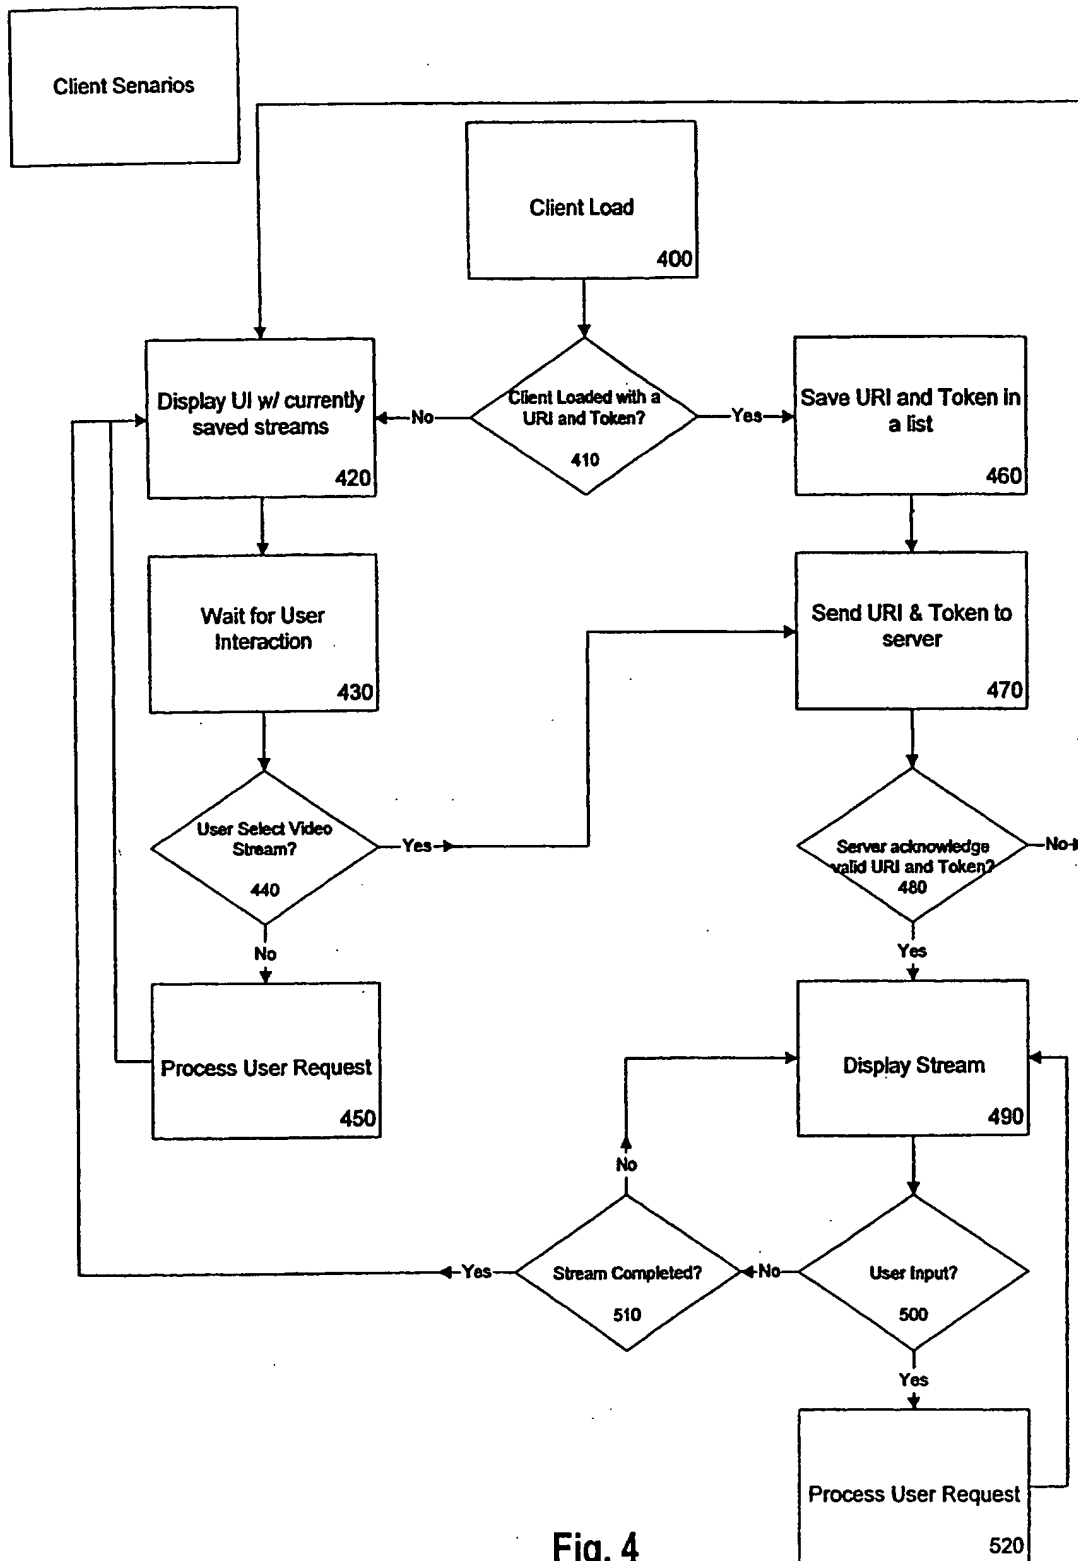 Client Senarios
Client Load
400
Client Loaded with a
URI and Token?
410
No
Yes
Display UI w/ currently
saved streams
420
Save URI and Token in
a list
460
Wait for User
Interaction
430
Send URI & Token to
server
470
User Select Video
Stream?
440
Yes
No
Server acknowledge
valid URI and Token?
480
No
Yes
Process User Request
450
Display Stream
490
No
Stream Completed?
510
Yes
No
User Input?
500
Yes
Process User Request
520
Fig. 4